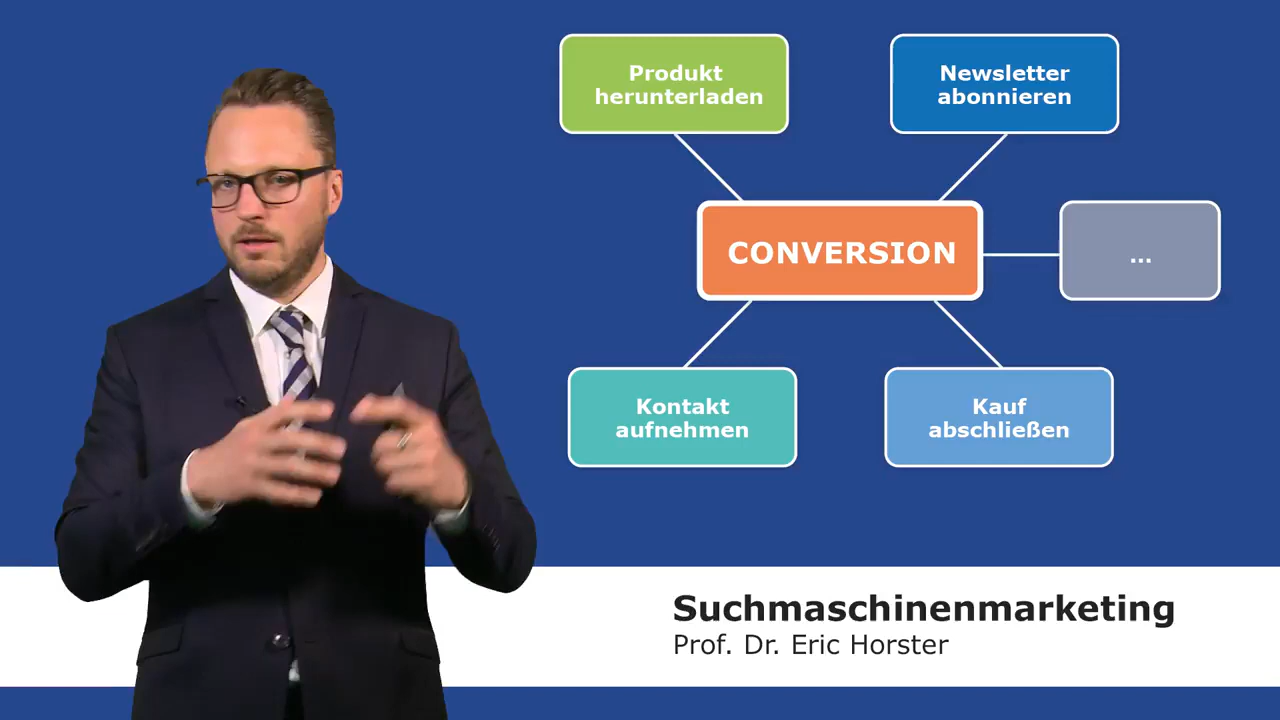 Produkt
herunterladen
Newsletter
abonnieren
CONVERSION
...
Kontakt
aufnehmen
Kauf
abschließen
Suchmaschinenmarketing
Prof. Dr. Eric Horster